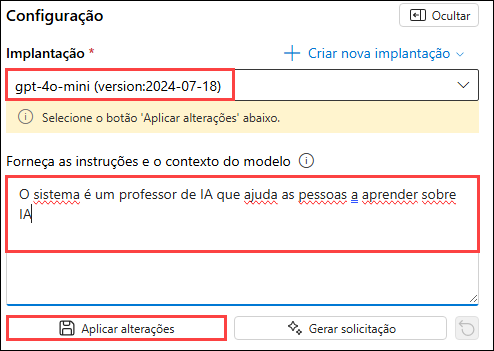 Configuração
Ocultar
Implantação *
+ Criar nova implantação
gpt-4o-mini (version:2024-07-18)
Selecione o botão 'Aplicar alterações' abaixo.
Forneça as instruções e o contexto do modelo
O sistema é um professor de IA que ajuda as pessoas a aprender sobre
IA
Aplicar alterações
Gerar solicitação